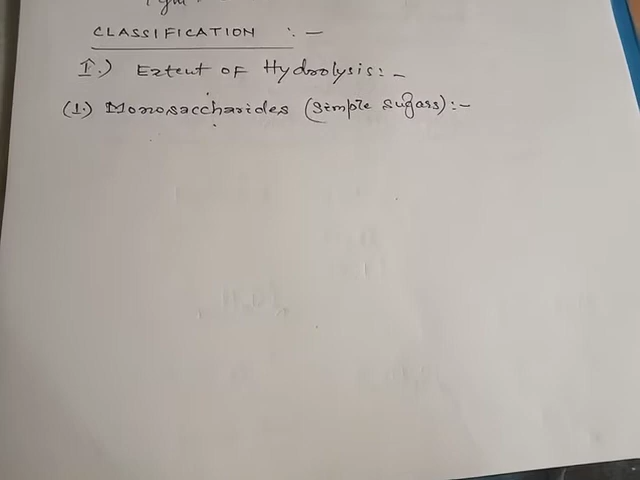 CLASSIFICATION :-
I.) Extent of Hydrolysis:-
(1.) Monosaccharides (simple sugars):-